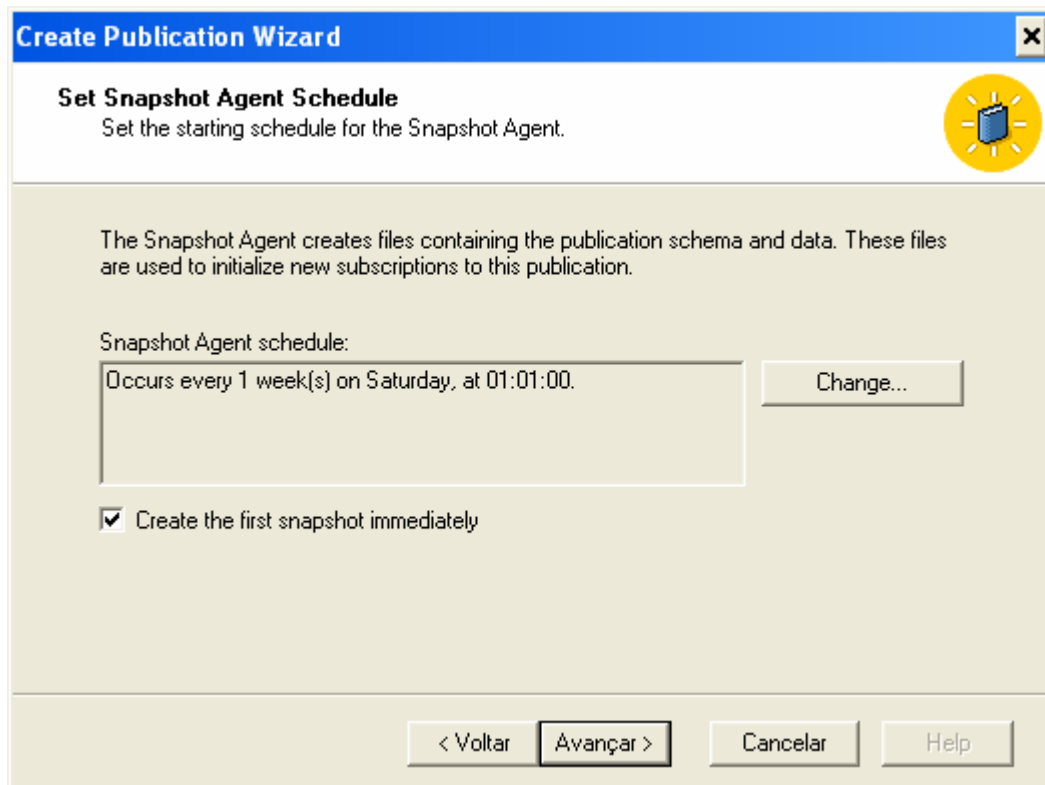 Create Publication Wizard
Set Snapshot Agent Schedule
Set the starting schedule for the Snapshot Agent.
The Snapshot Agent creates files containing the publication schema and data. These files
are used to initialize new subscriptions to this publication.
Snapshot Agent schedule:
Occurs every 1 week(s) on Saturday, at 01:01:00.
Change...
Create the first snapshot immediately
< Voltar
Avançar >
Cancelar
Help